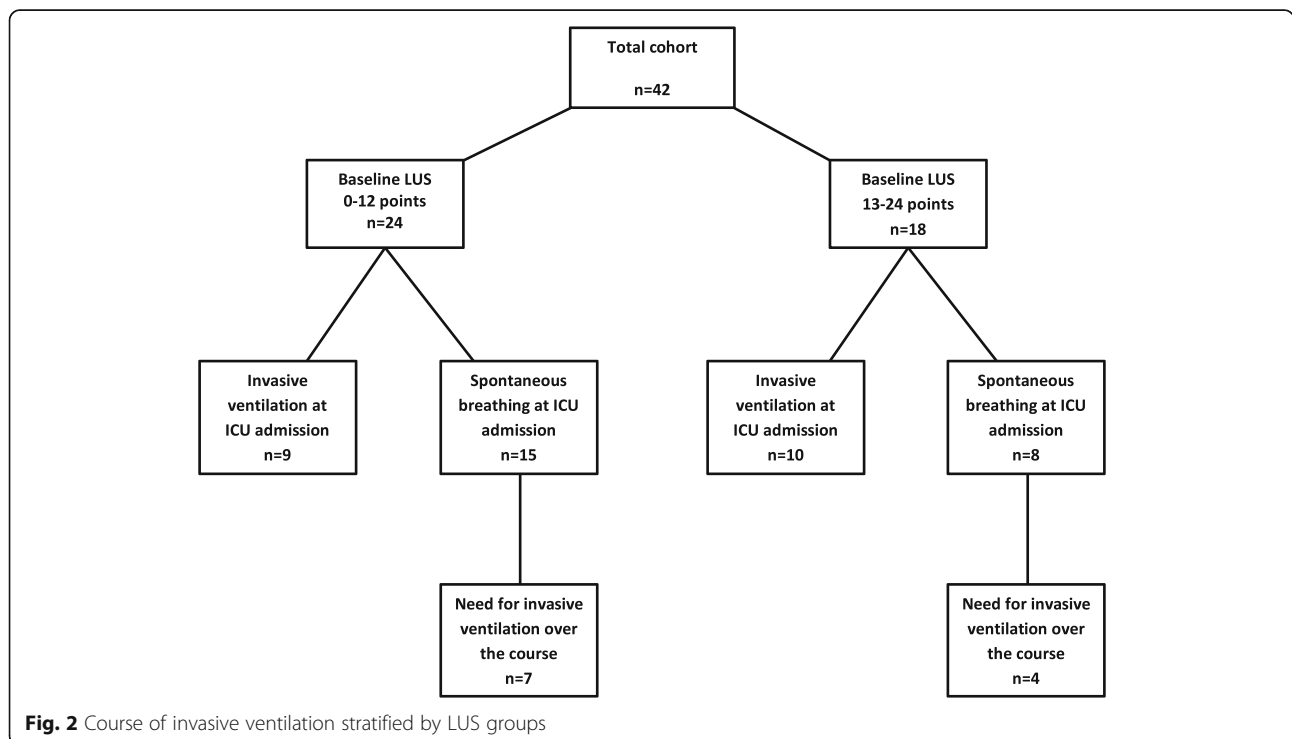 Total cohort
n=42
Baseline LUS
0-12 points
n=24
Baseline LUS
13-24 points
n=18
Invasive
ventilation at
ICU admission
n=9
Spontaneous
breathing at ICU
admission
n=15
Invasive
ventilation at
ICU admission
n=10
Spontaneous
breathing at ICU
admission
n=8
Need for invasive
ventilation over
the course
n=7
Need for invasive
ventilation over
the course
n=4
Fig. 2 Course of invasive ventilation stratified by LUS groups